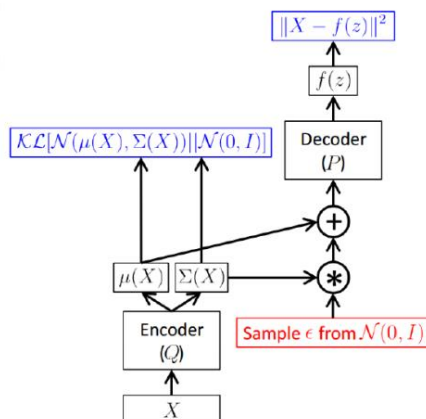 ‖X − f(z)‖²
f(z)
𝒦ℒ[𝒩(μ(X), Σ(X))||𝒩(0, I)]
Decoder
(P)
+
μ(X)
Σ(X)
*
Encoder
(Q)
Sample ϵ from 𝒩(0, I)
X